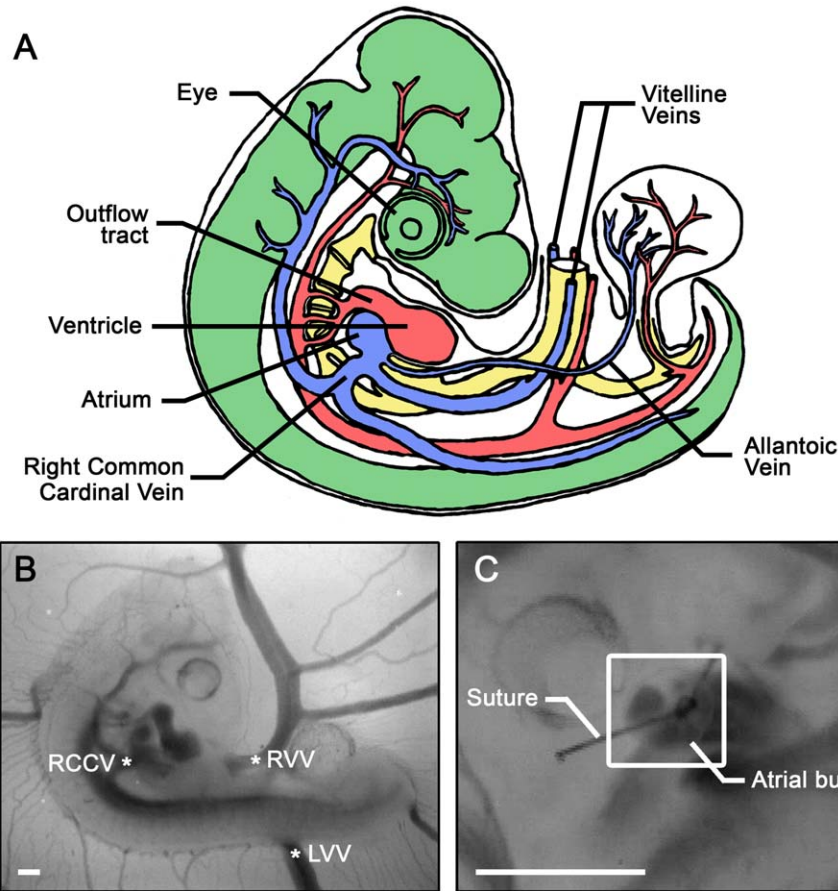 A
Eye
Vitelline
Veins
Outflow
tract
Ventricle
Atrium
Right Common
Cardinal Vein
Allantoic
Vein
B
RCCV *
* RVV
* LVV
C
Suture
Atrial bu